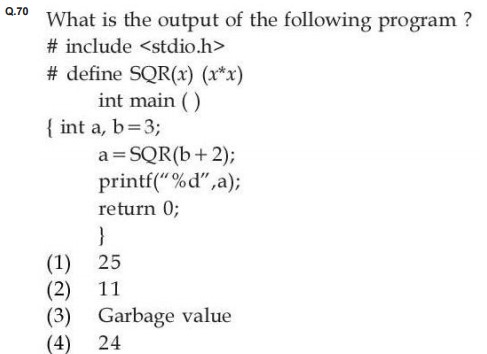 Q.70 What is the output of the following program ?
# include <stdio.h>
# define SQR(x) (x*x)
int main ( )
{ int a, b=3;
a=SQR(b+2);
printf("%d",a);
return 0;
}
(1) 25
(2) 11
(3) Garbage value
(4) 24